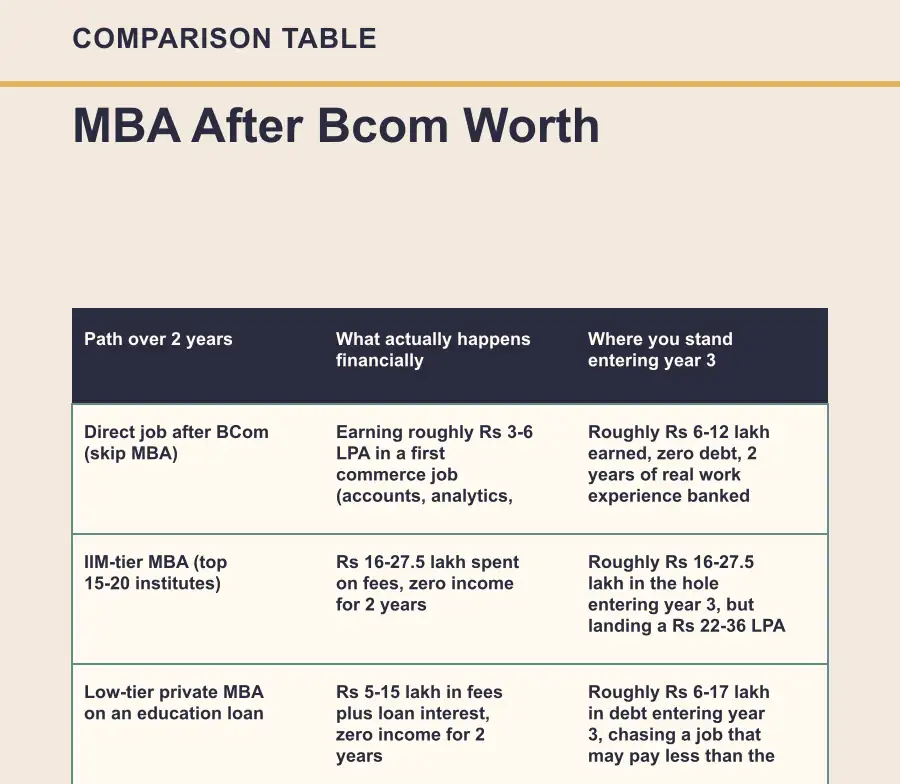 COMPARISON TABLE
MBA After Bcom Worth
Path over 2 years
What actually happens
financially
Where you stand
entering year 3
Direct job after BCom
(skip MBA)
Earning roughly Rs 3-6
LPA in a first
commerce job
(accounts, analytics,
Roughly Rs 6-12 lakh
earned, zero debt, 2
years of real work
experience banked
IIM-tier MBA (top
15-20 institutes)
Rs 16-27.5 lakh spent
on fees, zero income
for 2 years
Roughly Rs 16-27.5
lakh in the hole
entering year 3, but
landing a Rs 22-36 LPA
Low-tier private MBA
on an education loan
Rs 5-15 lakh in fees
plus loan interest,
zero income for 2
years
Roughly Rs 6-17 lakh
in debt entering year
3, chasing a job that
may pay less than the